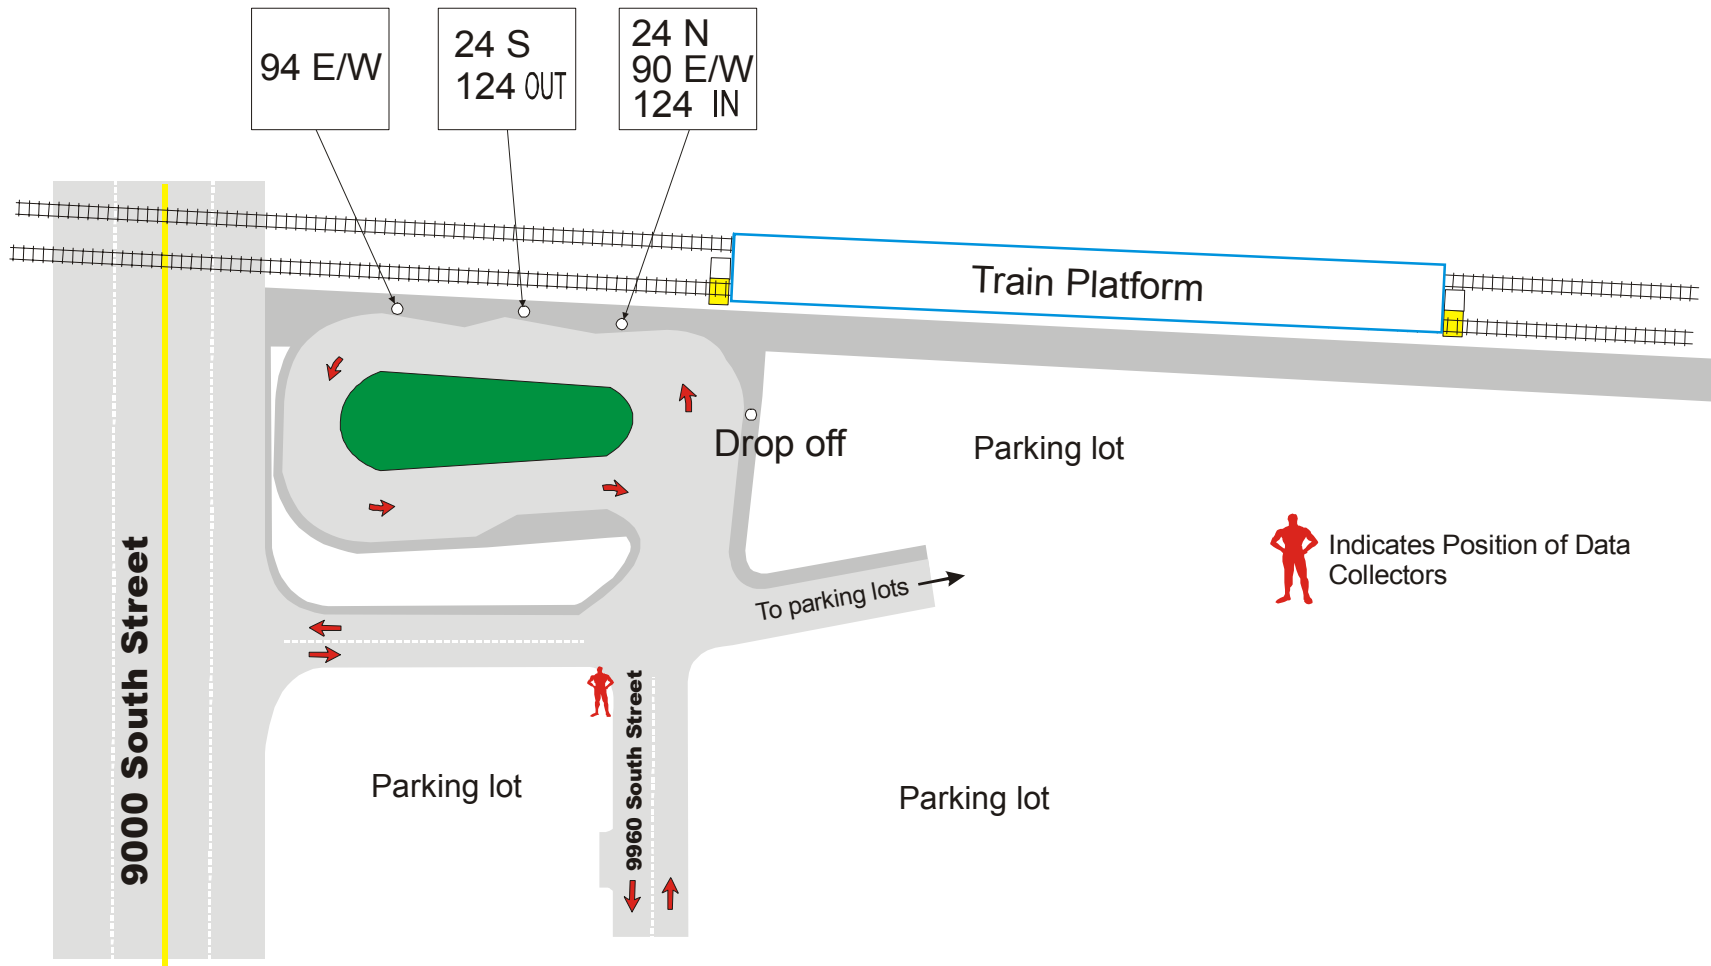 94 E/W
24 S
124 OUT
24 N
90 E/W
124 IN
Train Platform
Drop off
Parking lot
Indicates Position of Data
Collectors
To parking lots
9000 South Street
9960 South Street
Parking lot
Parking lot